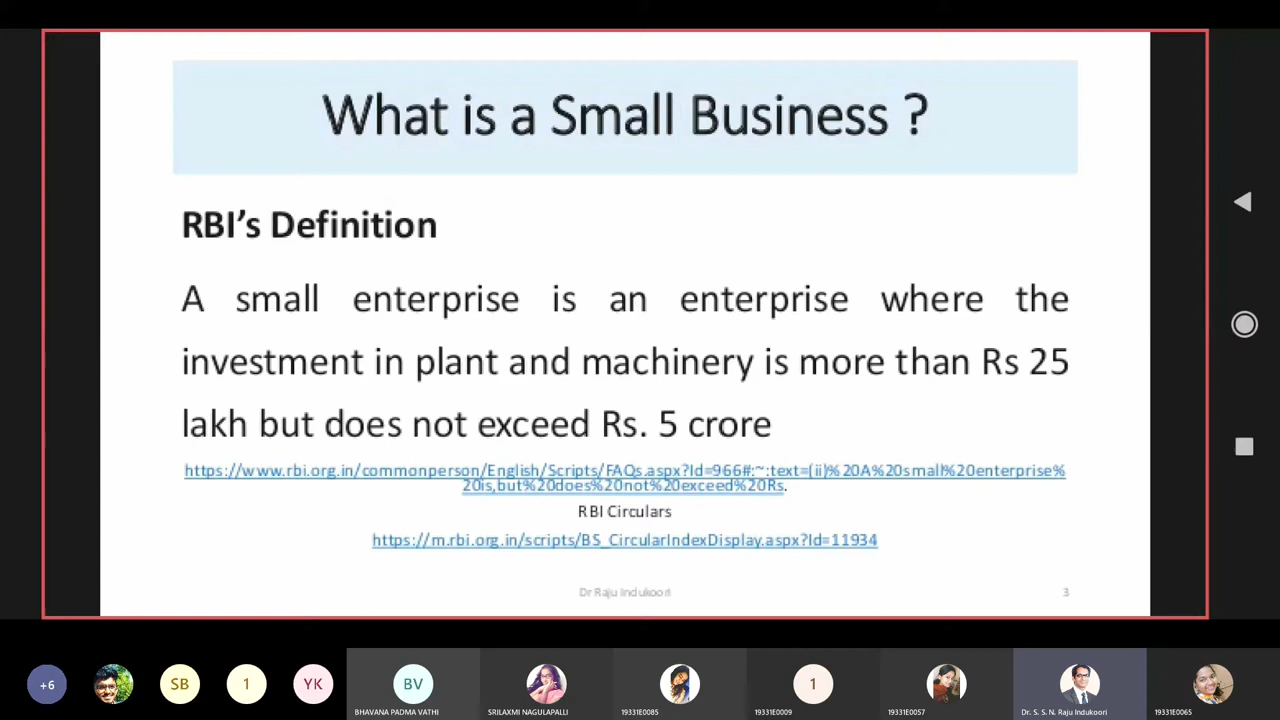 What is a Small Business ?
RBI's Definition
A small enterprise is an enterprise where the
investment in plant and machinery is more than Rs 25
lakh but does not exceed Rs. 5 crore
https://www.rbi.org.in/commonperson/English/Scripts/FAQs.aspx?Id=966#:~:text=(ii)%20A%20small%20enterprise%
20is,but%20does%20not%20exceed%20Rs.
RBI Circulars
https://m.rbi.org.in/scripts/BS_CircularIndexDisplay.aspx?Id=11934
Dr Raju Indukoori 3
+6 SB 1 YK BV 1
BHAVANA PADMA VATHI SRILAXMI NAGULAPALLI 19331E0085 19331E0009 19331E0057 Dr. S. S. N. Raju Indukoori 19331E0065